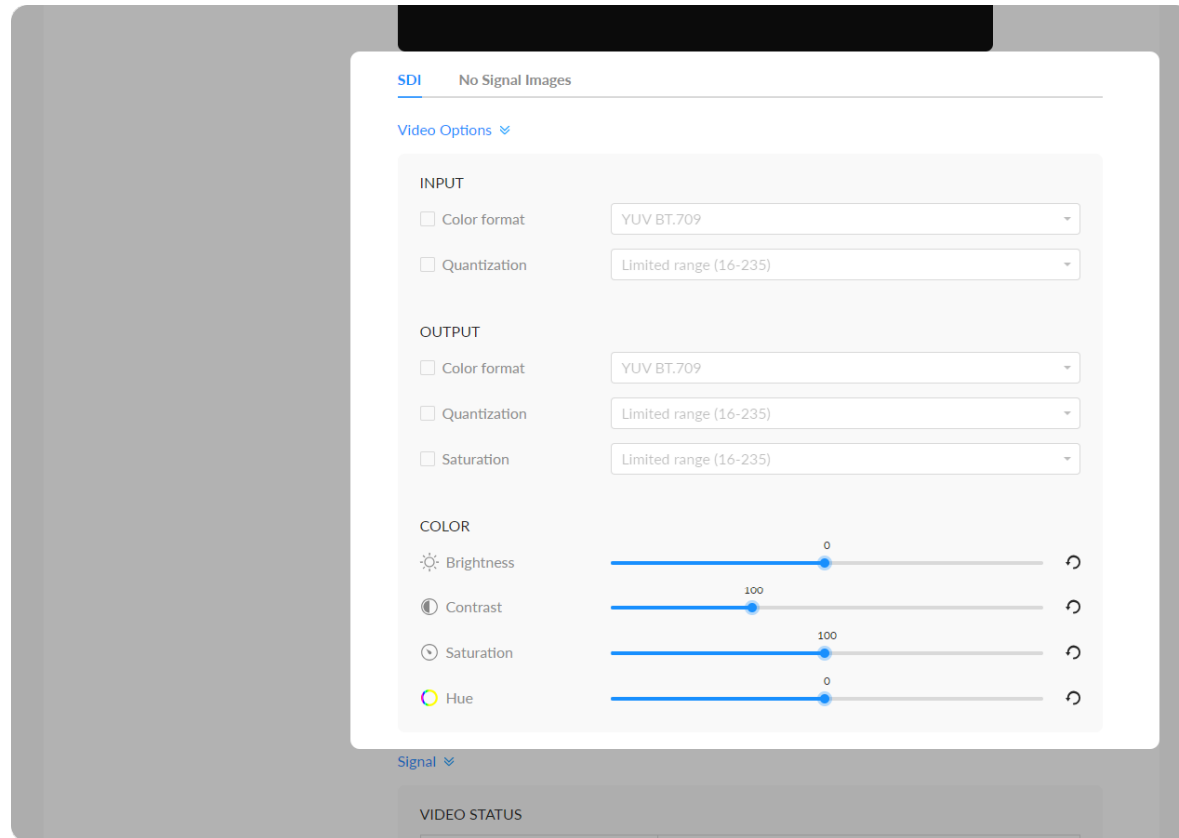 SDI No Signal Images
Video Options
INPUT
Color format YUV BT.709
Quantization Limited range (16-235)
OUTPUT
Color format YUV BT.709
Quantization Limited range (16-235)
Saturation Limited range (16-235)
COLOR
0
Brightness
100
Contrast
100
Saturation
0
Hue
Signal
VIDEO STATUS